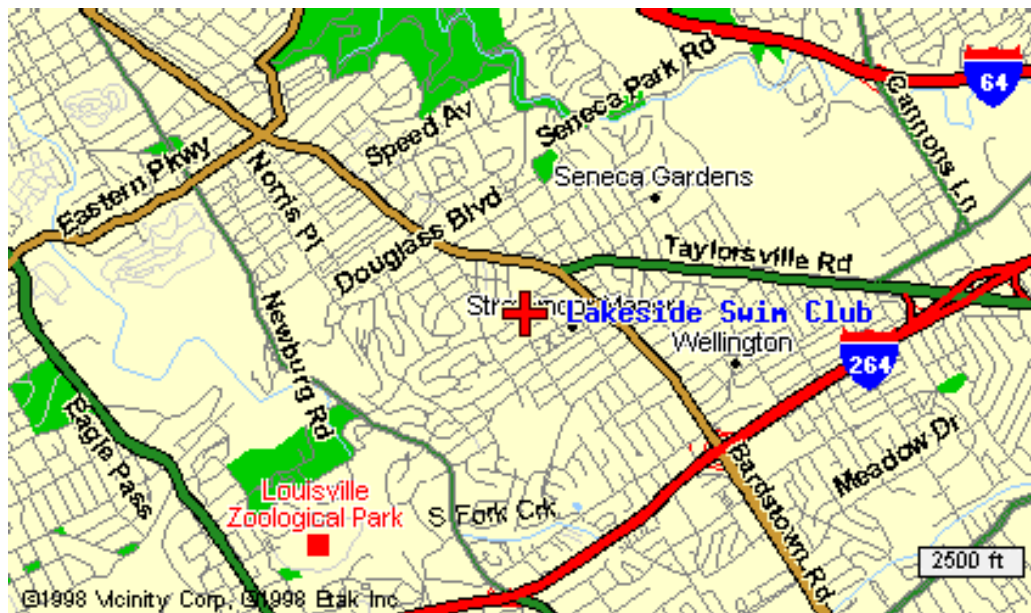 64
Seneca Park Rd
Cannons Ln
Speed Av
Eastern Pkwy
Norris Pl
Seneca Gardens
Douglass Blvd
Taylorsville Rd
Lakeside Swim Club
Wellington
264
Newburg Rd
Eagle Pass
Meadow Dr
Bardstown Rd
Louisville
Zoological Park
S Fork Crk
2500 ft
©1998 Vicinity Corp, ©1998 Etak Inc